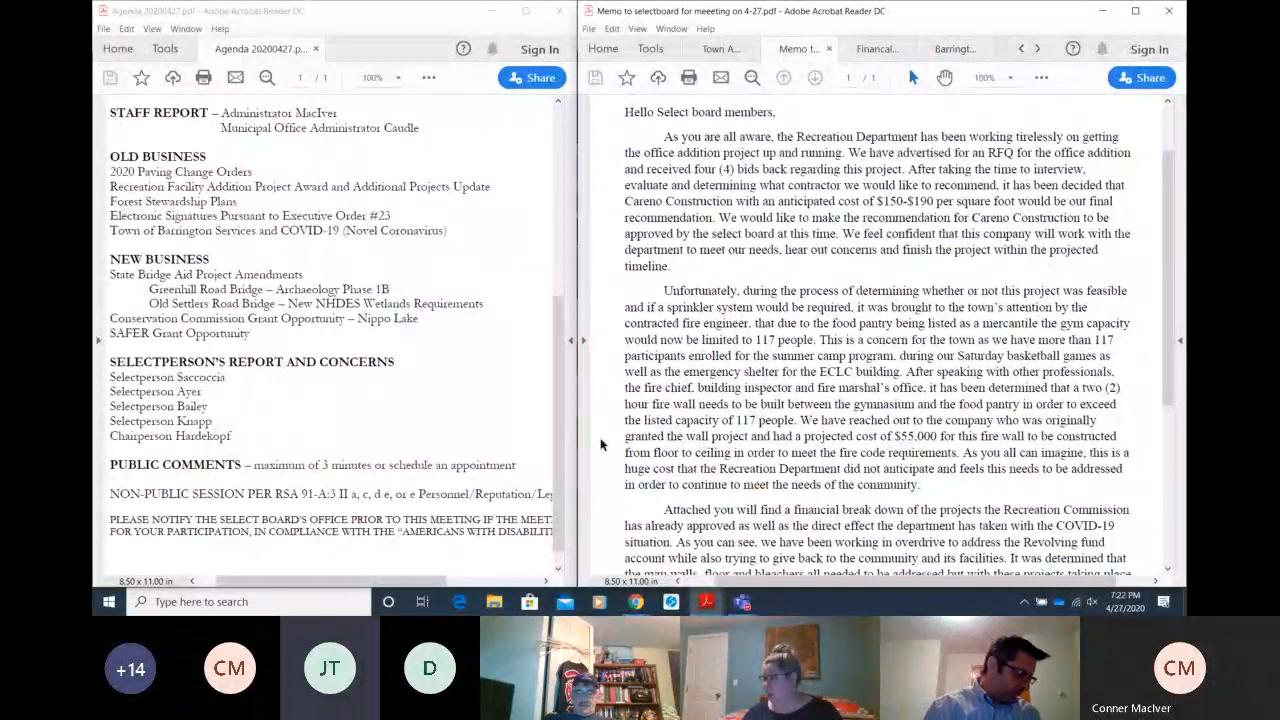 Agenda 20200427.pdf - Adobe Acrobat Reader DC
File Edit View Window Help
Home Tools Agenda 20200427.p... × Sign In
1 / 1 100% Share
STAFF REPORT – Administrator MacIver
Municipal Office Administrator Caudle
OLD BUSINESS
2020 Paving Change Orders
Recreation Facility Addition Project Award and Additional Projects Update
Forest Stewardship Plans
Electronic Signatures Pursuant to Executive Order #23
Town of Barrington Services and COVID-19 (Novel Coronavirus)
NEW BUSINESS
State Bridge Aid Project Amendments
Greenhill Road Bridge – Archaeology Phase 1B
Old Settlers Road Bridge – New NHDES Wetlands Requirements
Conservation Commission Grant Opportunity – Nippo Lake
SAFER Grant Opportunity
SELECTPERSON'S REPORT AND CONCERNS
Selectperson Saccoccia
Selectperson Ayer
Selectperson Bailey
Selectperson Knapp
Chairperson Hardekopf
PUBLIC COMMENTS – maximum of 3 minutes or schedule an appointment
NON-PUBLIC SESSION PER RSA 91-A:3 II a, c, d e, or e Personnel/Reputation/Leg
PLEASE NOTIFY THE SELECT BOARD'S OFFICE PRIOR TO THIS MEETING IF THE MEET
FOR YOUR PARTICIPATION, IN COMPLIANCE WITH THE "AMERICANS WITH DISABILITI
8.50 x 11.00 in
Memo to selectboard for meeeting on 4-27.pdf - Adobe Acrobat Reader DC
File Edit View Window Help
Home Tools Town A... Memo t... × Financial... Barringt... Sign In
1 / 1 100% Share
Hello Select board members,
As you are all aware, the Recreation Department has been working tirelessly on getting
the office addition project up and running. We have advertised for an RFQ for the office addition
and received four (4) bids back regarding this project. After taking the time to interview,
evaluate and determining what contractor we would like to recommend, it has been decided that
Careno Construction with an anticipated cost of $150-$190 per square foot would be out final
recommendation. We would like to make the recommendation for Careno Construction to be
approved by the select board at this time. We feel confident that this company will work with the
department to meet our needs, hear out concerns and finish the project within the projected
timeline.
Unfortunately, during the process of determining whether or not this project was feasible
and if a sprinkler system would be required, it was brought to the town's attention by the
contracted fire engineer, that due to the food pantry being listed as a mercantile the gym capacity
would now be limited to 117 people. This is a concern for the town as we have more than 117
participants enrolled for the summer camp program, during our Saturday basketball games as
well as the emergency shelter for the ECLC building. After speaking with other professionals,
the fire chief, building inspector and fire marshal's office, it has been determined that a two (2)
hour fire wall needs to be built between the gymnasium and the food pantry in order to exceed
the listed capacity of 117 people. We have reached out to the company who was originally
granted the wall project and had a projected cost of $55,000 for this fire wall to be constructed
from floor to ceiling in order to meet the fire code requirements. As you all can imagine, this is a
huge cost that the Recreation Department did not anticipate and feels this needs to be addressed
in order to continue to meet the needs of the community.
Attached you will find a financial break down of the projects the Recreation Commission
has already approved as well as the direct effect the department has taken with the COVID-19
situation. As you can see, we have been working in overdrive to address the Revolving fund
account while also trying to give back to the community and its facilities. It was determined that
the gym walls, floor and bleachers all needed to be addressed but with these projects taking place
8.50 x 11.00 in
Type here to search
7:22 PM
4/27/2020
+14 CM JT D CM
Conner MacIver